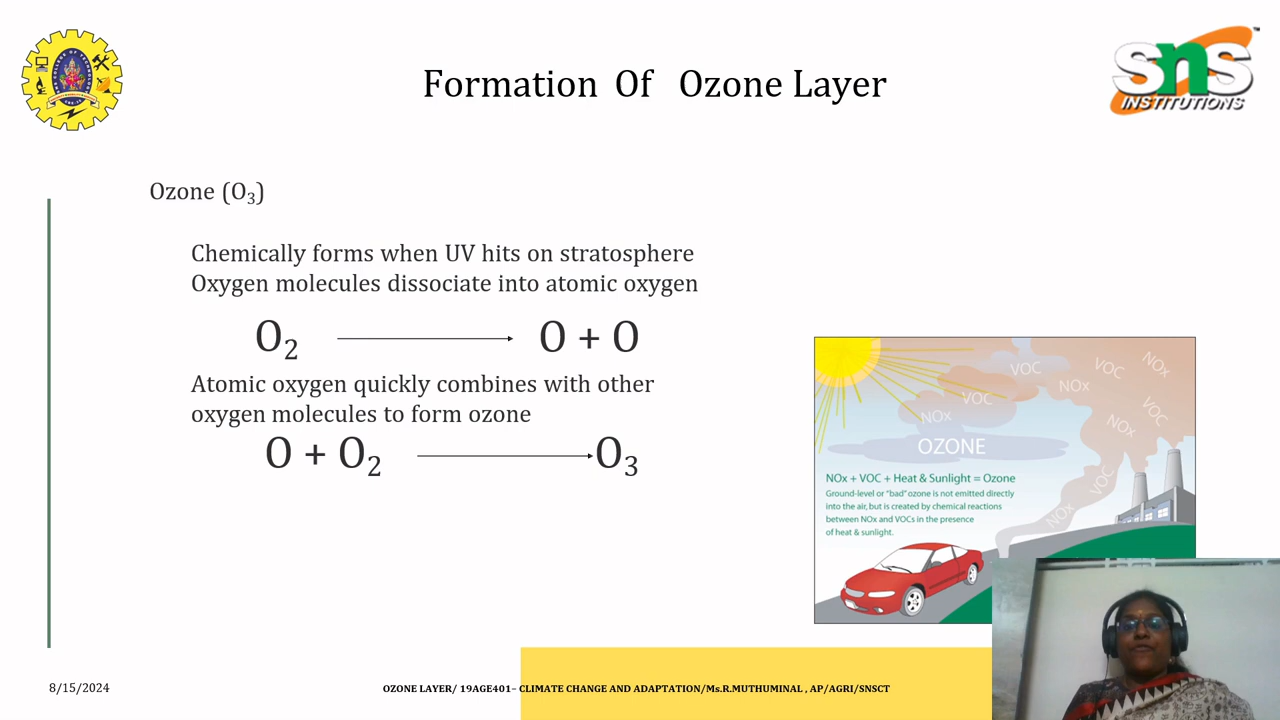 SNS
INSTITUTIONS
Formation Of Ozone Layer
Ozone (O₃)
Chemically forms when UV hits on stratosphere
Oxygen molecules dissociate into atomic oxygen
O₂ → O + O
Atomic oxygen quickly combines with other
oxygen molecules to form ozone
O + O₂ → O₃
VOC
VOC
NOx
NOx
VOC
VOC
NOx
NOx
VOC
NOx
OZONE
NOx + VOC + Heat & Sunlight = Ozone
Ground-level or "bad" ozone is not emitted directly
into the air, but is created by chemical reactions
between NOx and VOCs in the presence
of heat & sunlight.
8/15/2024
OZONE LAYER/ 19AGE401– CLIMATE CHANGE AND ADAPTATION/Ms.R.MUTHUMINAL , AP/AGRI/SNSCT